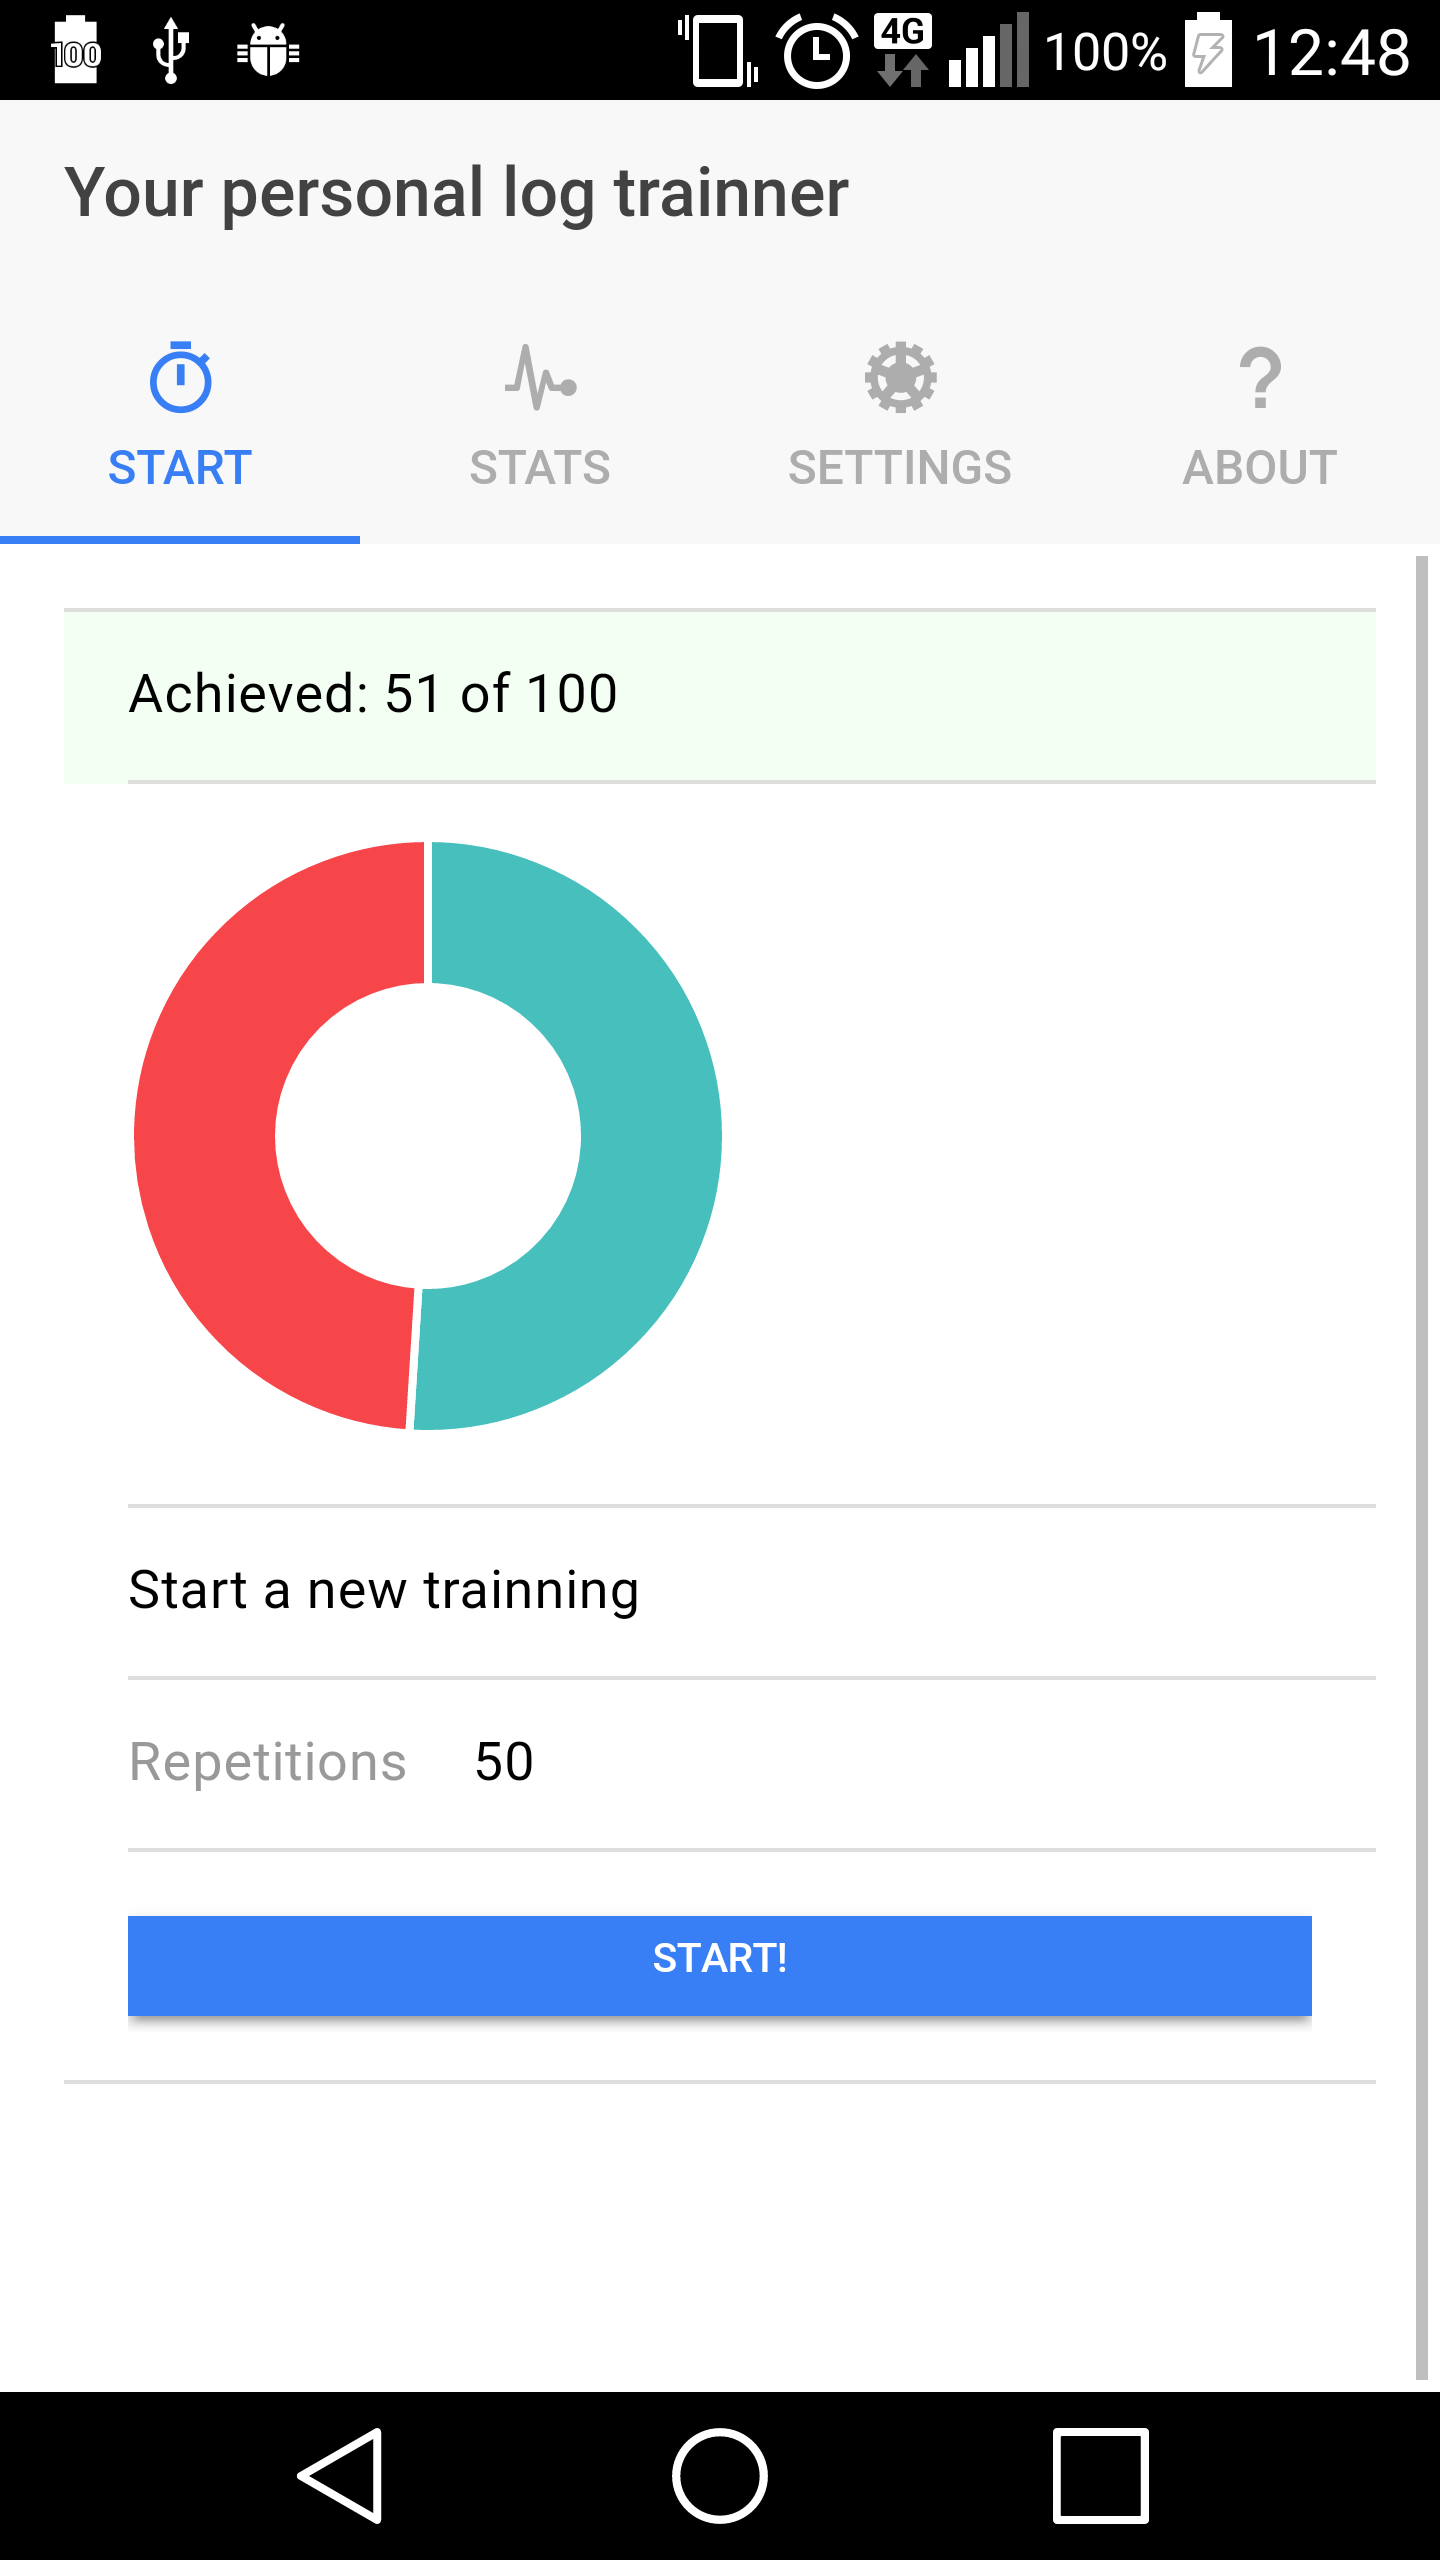 100 4G 100% 12:48
Your personal log trainner
START STATS SETTINGS ? ABOUT
Achieved: 51 of 100
Start a new trainning
Repetitions 50
START!